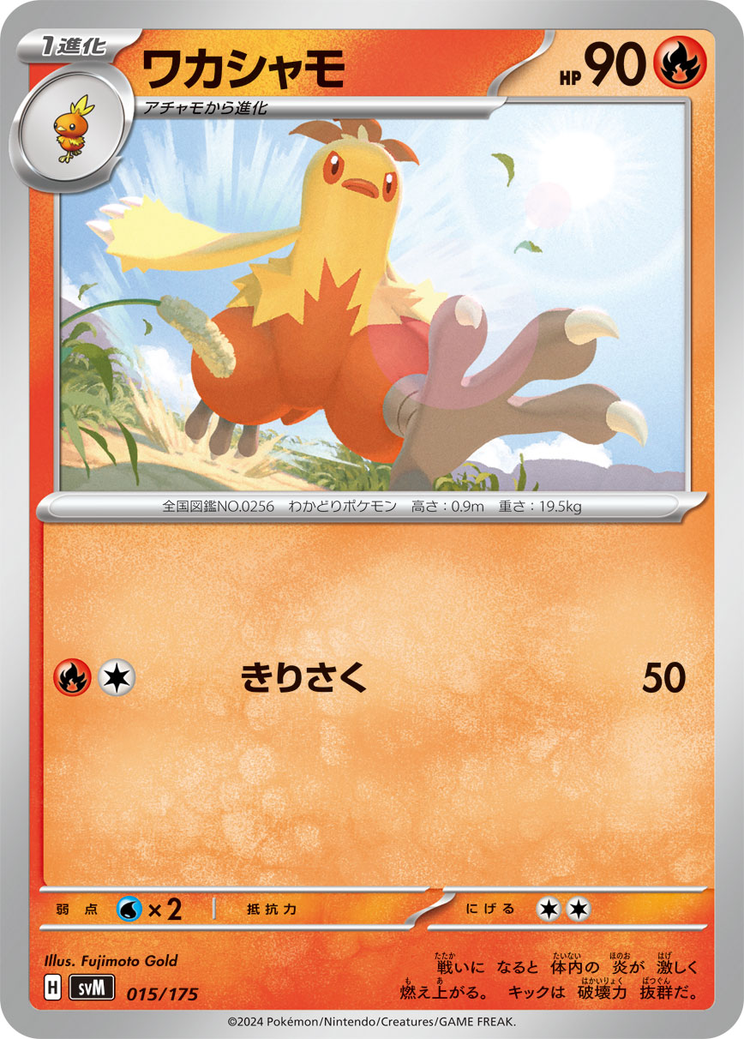 1進化
ワカシャモ
HP 90
アチャモから進化
全国図鑑NO.0256 わかどりポケモン 高さ:0.9m 重さ:19.5kg
きりさく 50
弱点 ×2 抵抗力 にげる
Illus. Fujimoto Gold
戦いに なると 体内の 炎が 激しく
燃え上がる。 キックは 破壊力 抜群だ。
H svM 015/175
©2024 Pokémon/Nintendo/Creatures/GAME FREAK.